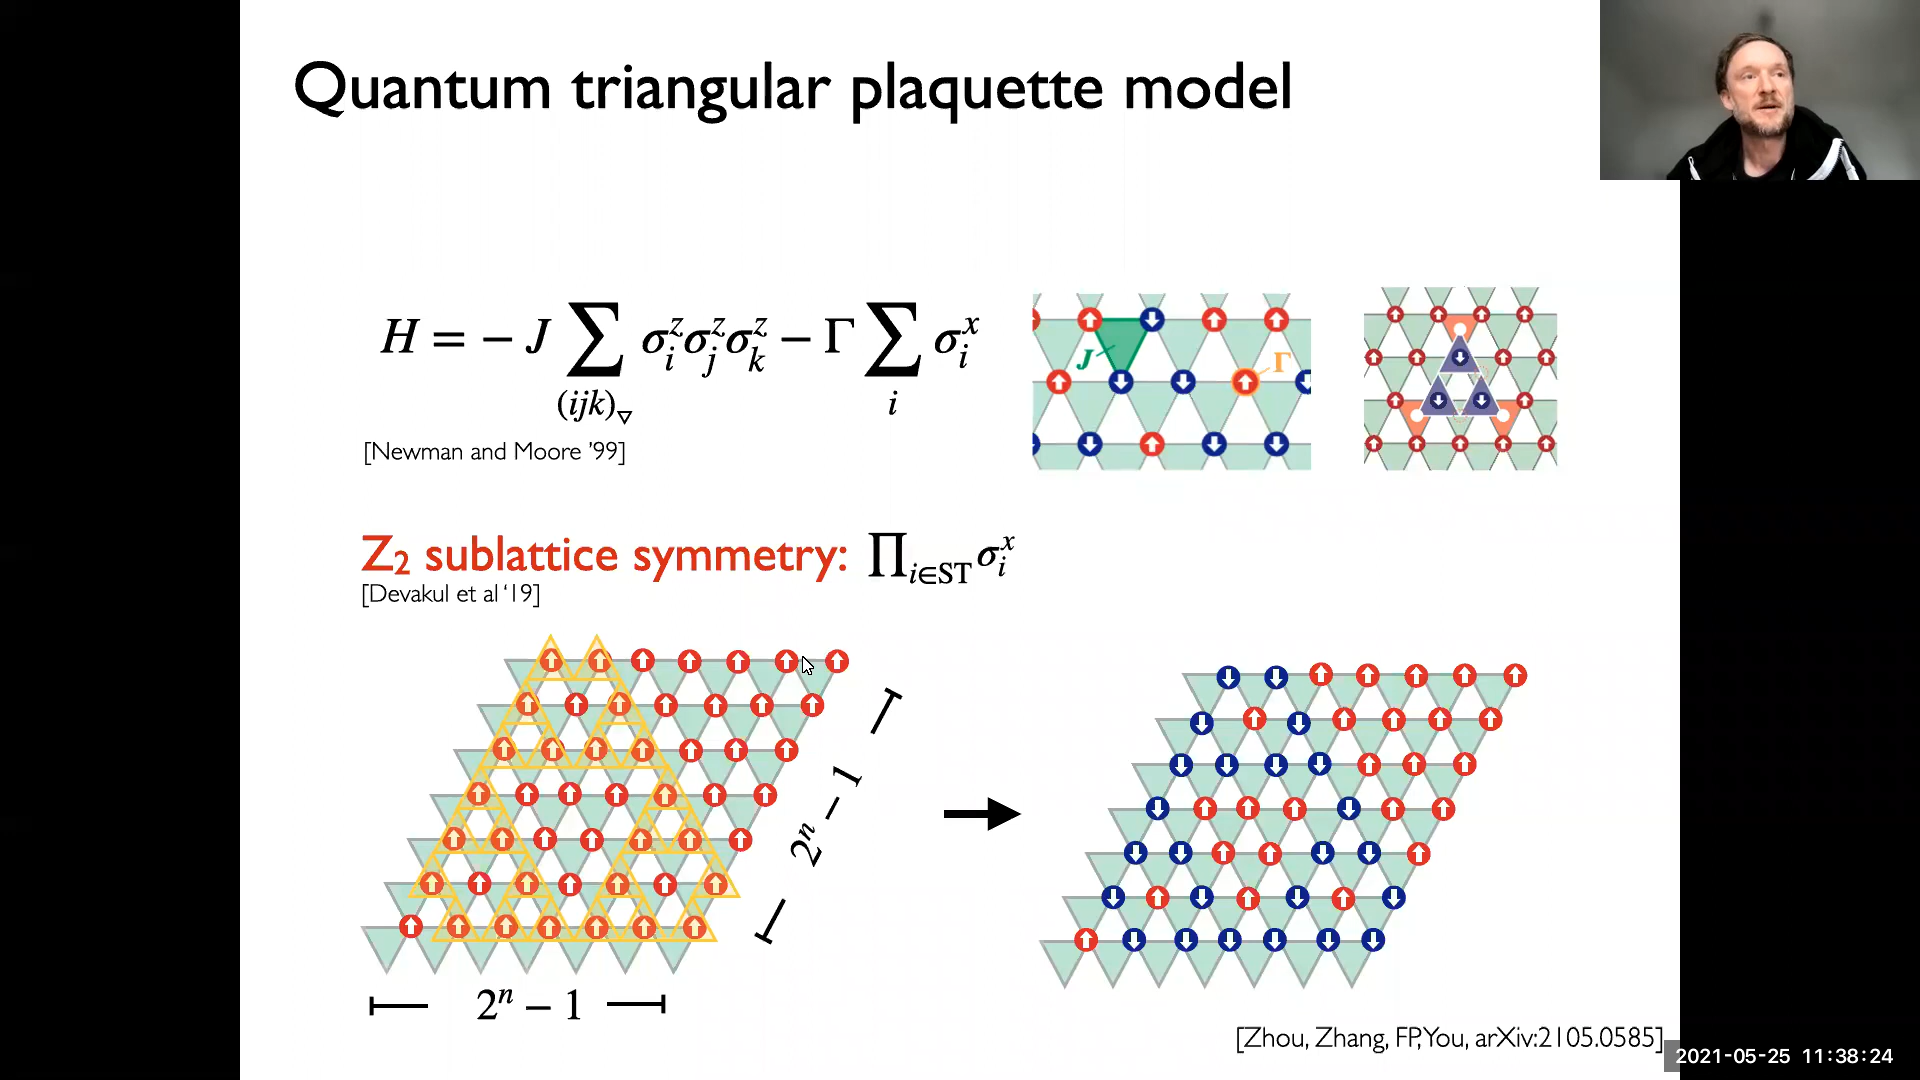 Quantum triangular plaquette model
H = − J ∑_{(ijk)▽} σ_i^z σ_j^z σ_k^z − Γ ∑_i σ_i^x
J
Γ
[Newman and Moore '99]
Z₂ sublattice symmetry: ∏_{i∈ST} σ_i^x
[Devakul et al '19]
2ⁿ − 1
2ⁿ − 1
[Zhou, Zhang, FP,You, arXiv:2105.0585]
2021-05-25 11:38:24